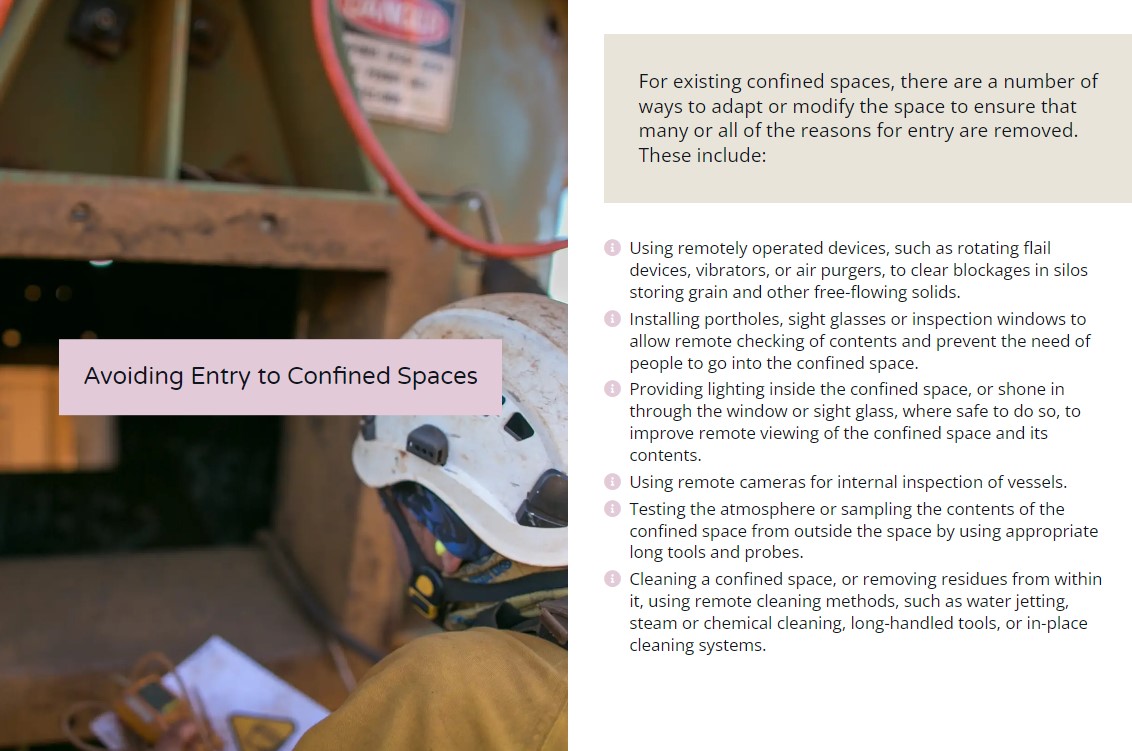 DANGER
Avoiding Entry to Confined Spaces
For existing confined spaces, there are a number of
ways to adapt or modify the space to ensure that
many or all of the reasons for entry are removed.
These include:
Using remotely operated devices, such as rotating flail
devices, vibrators, or air purgers, to clear blockages in silos
storing grain and other free-flowing solids.
Installing portholes, sight glasses or inspection windows to
allow remote checking of contents and prevent the need of
people to go into the confined space.
Providing lighting inside the confined space, or shone in
through the window or sight glass, where safe to do so, to
improve remote viewing of the confined space and its
contents.
Using remote cameras for internal inspection of vessels.
Testing the atmosphere or sampling the contents of the
confined space from outside the space by using appropriate
long tools and probes.
Cleaning a confined space, or removing residues from within
it, using remote cleaning methods, such as water jetting,
steam or chemical cleaning, long-handled tools, or in-place
cleaning systems.